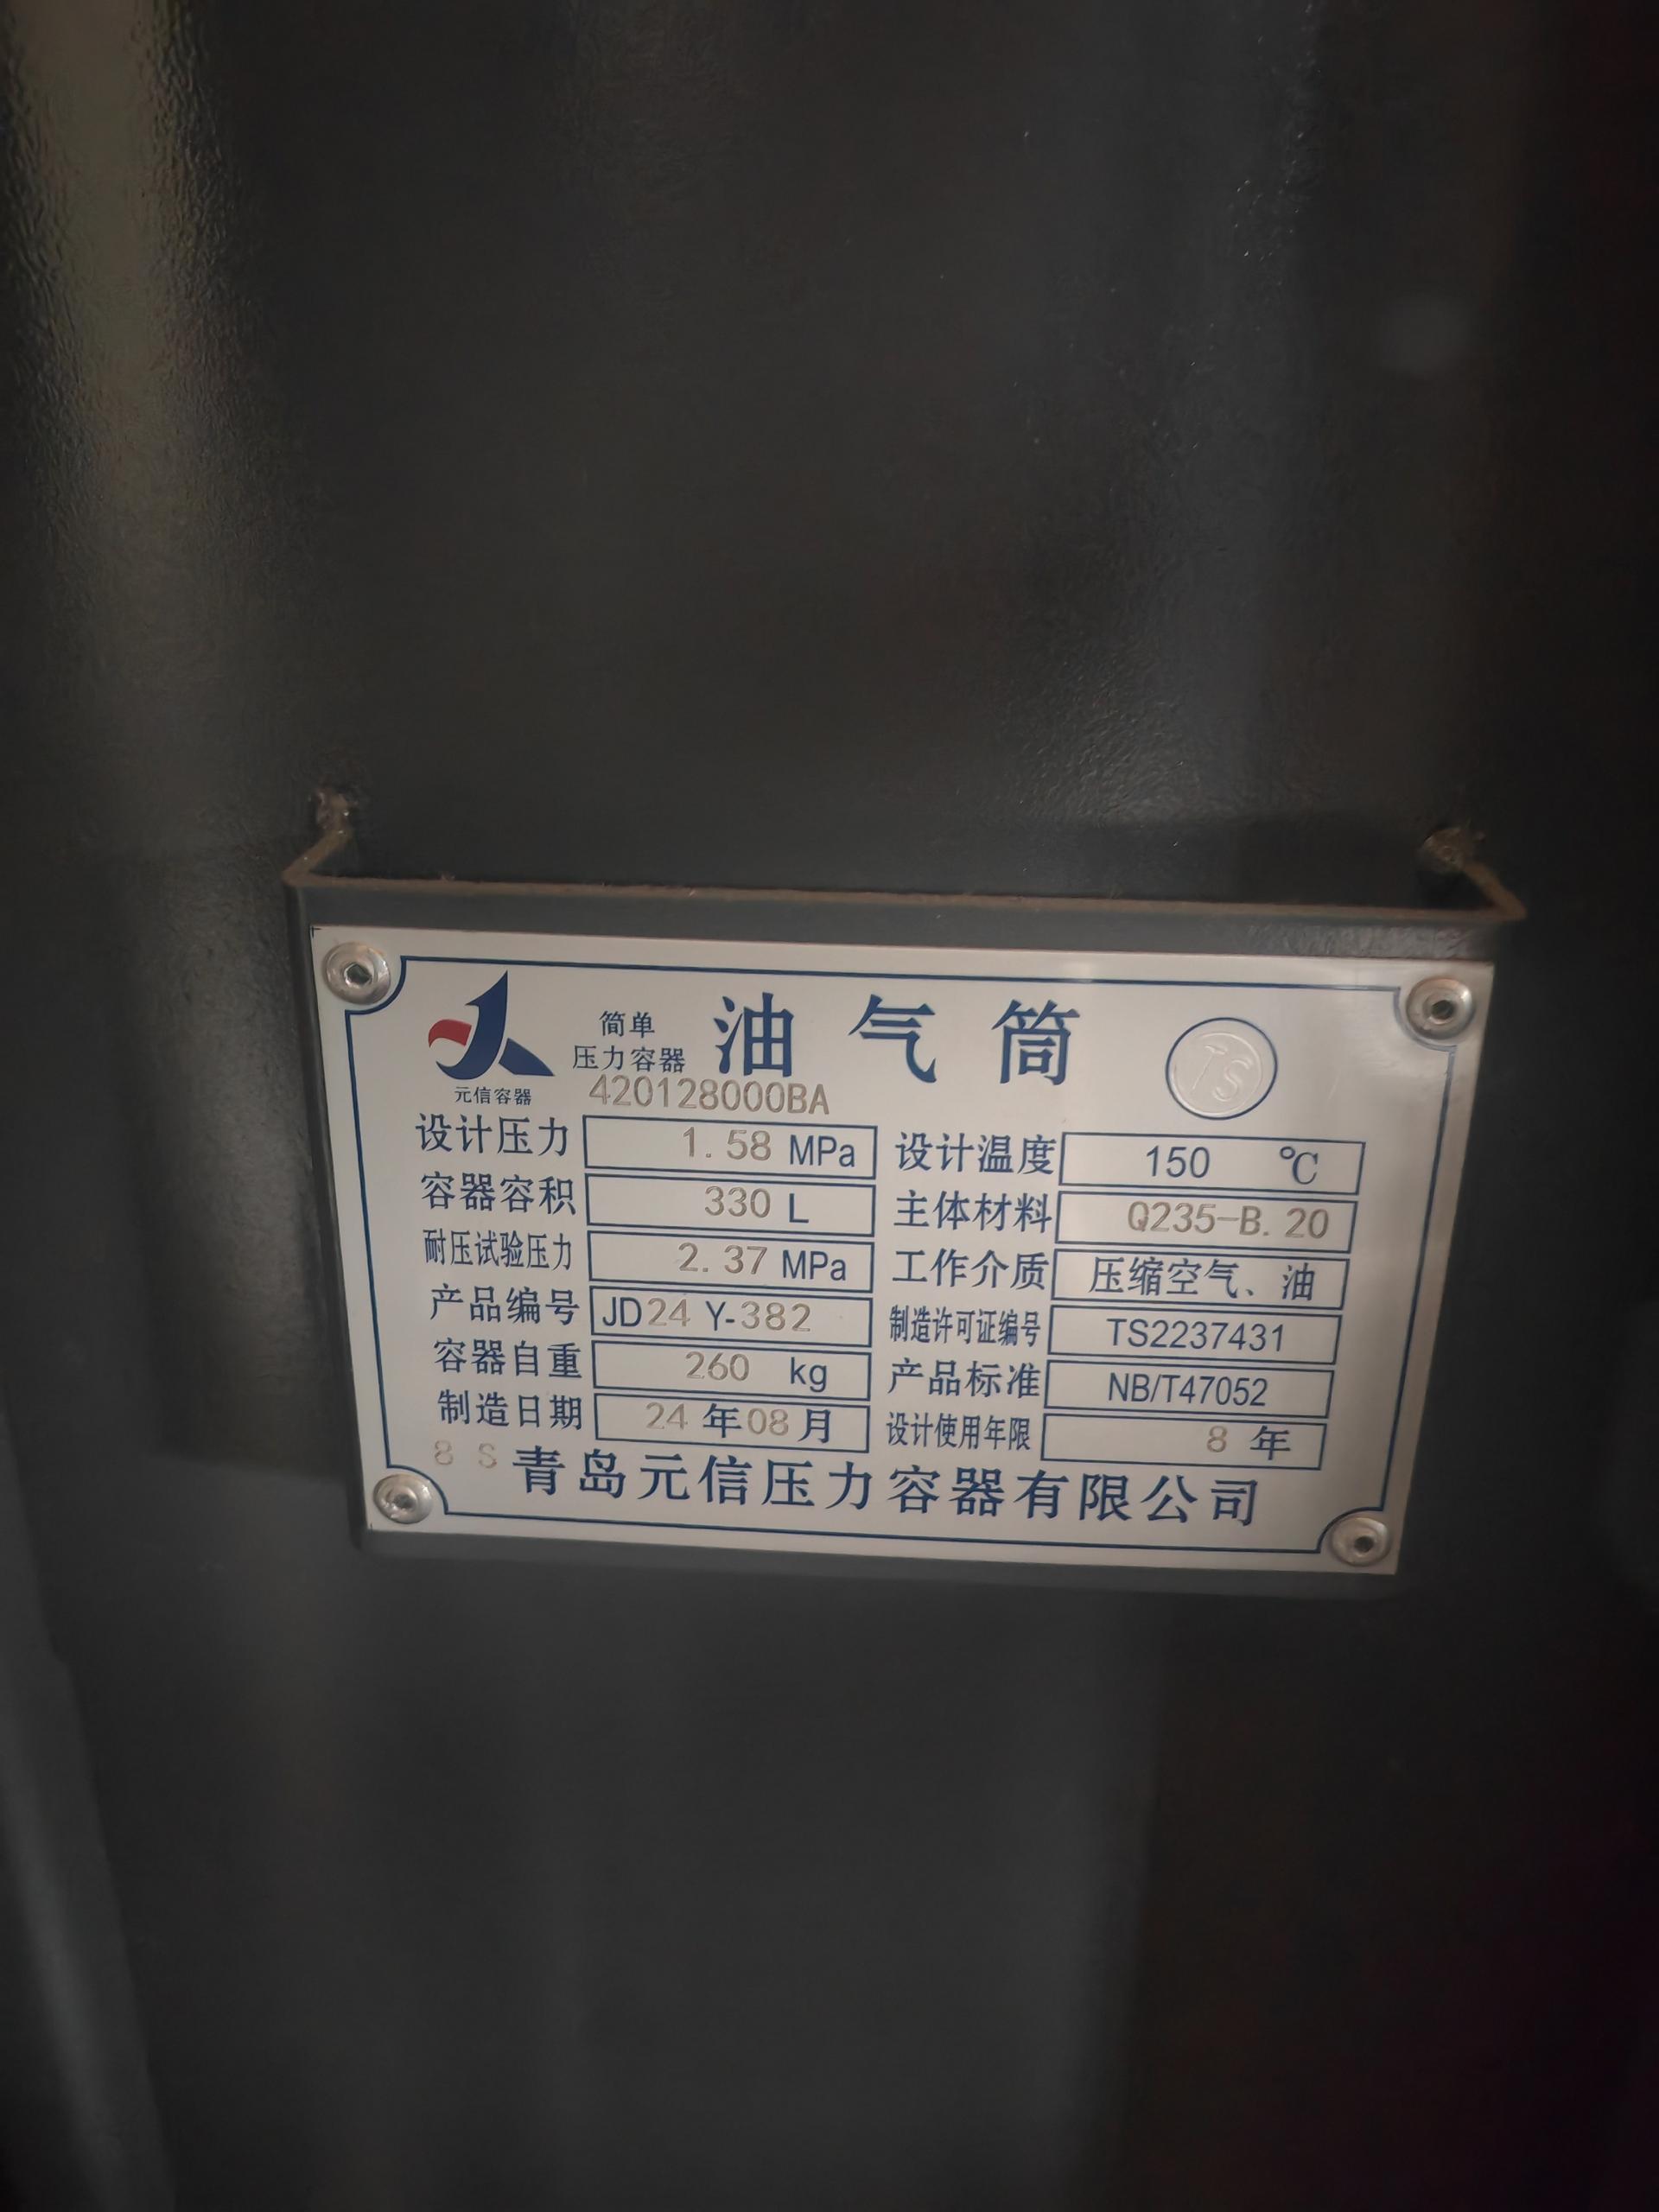 简单
压力容器
油气筒
TS
元信容器
420128000BA
设计压力 1.58 MPa 设计温度 150 ℃
容器容积 330 L 主体材料 Q235-B.20
耐压试验压力 2.37 MPa 工作介质 压缩空气、油
产品编号 JD24 Y-382 制造许可证编号 TS2237431
容器自重 260 kg 产品标准 NB/T47052
制造日期 24 年 08 月 设计使用年限 8 年
8 S 青岛元信压力容器有限公司